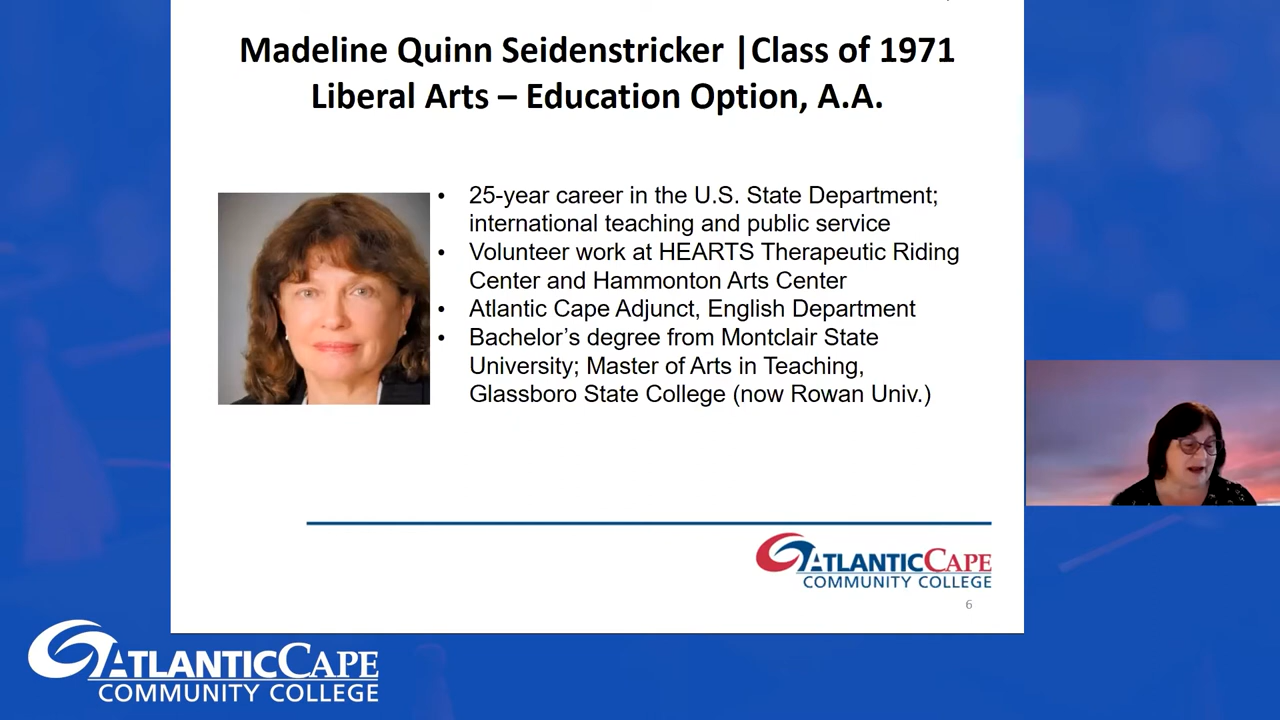 Madeline Quinn Seidenstricker |Class of 1971
Liberal Arts – Education Option, A.A.
• 25-year career in the U.S. State Department;
international teaching and public service
• Volunteer work at HEARTS Therapeutic Riding
Center and Hammonton Arts Center
• Atlantic Cape Adjunct, English Department
• Bachelor’s degree from Montclair State
University; Master of Arts in Teaching,
Glassboro State College (now Rowan Univ.)
ATLANTICCAPE
COMMUNITY COLLEGE
6
ATLANTICCAPE
COMMUNITY COLLEGE